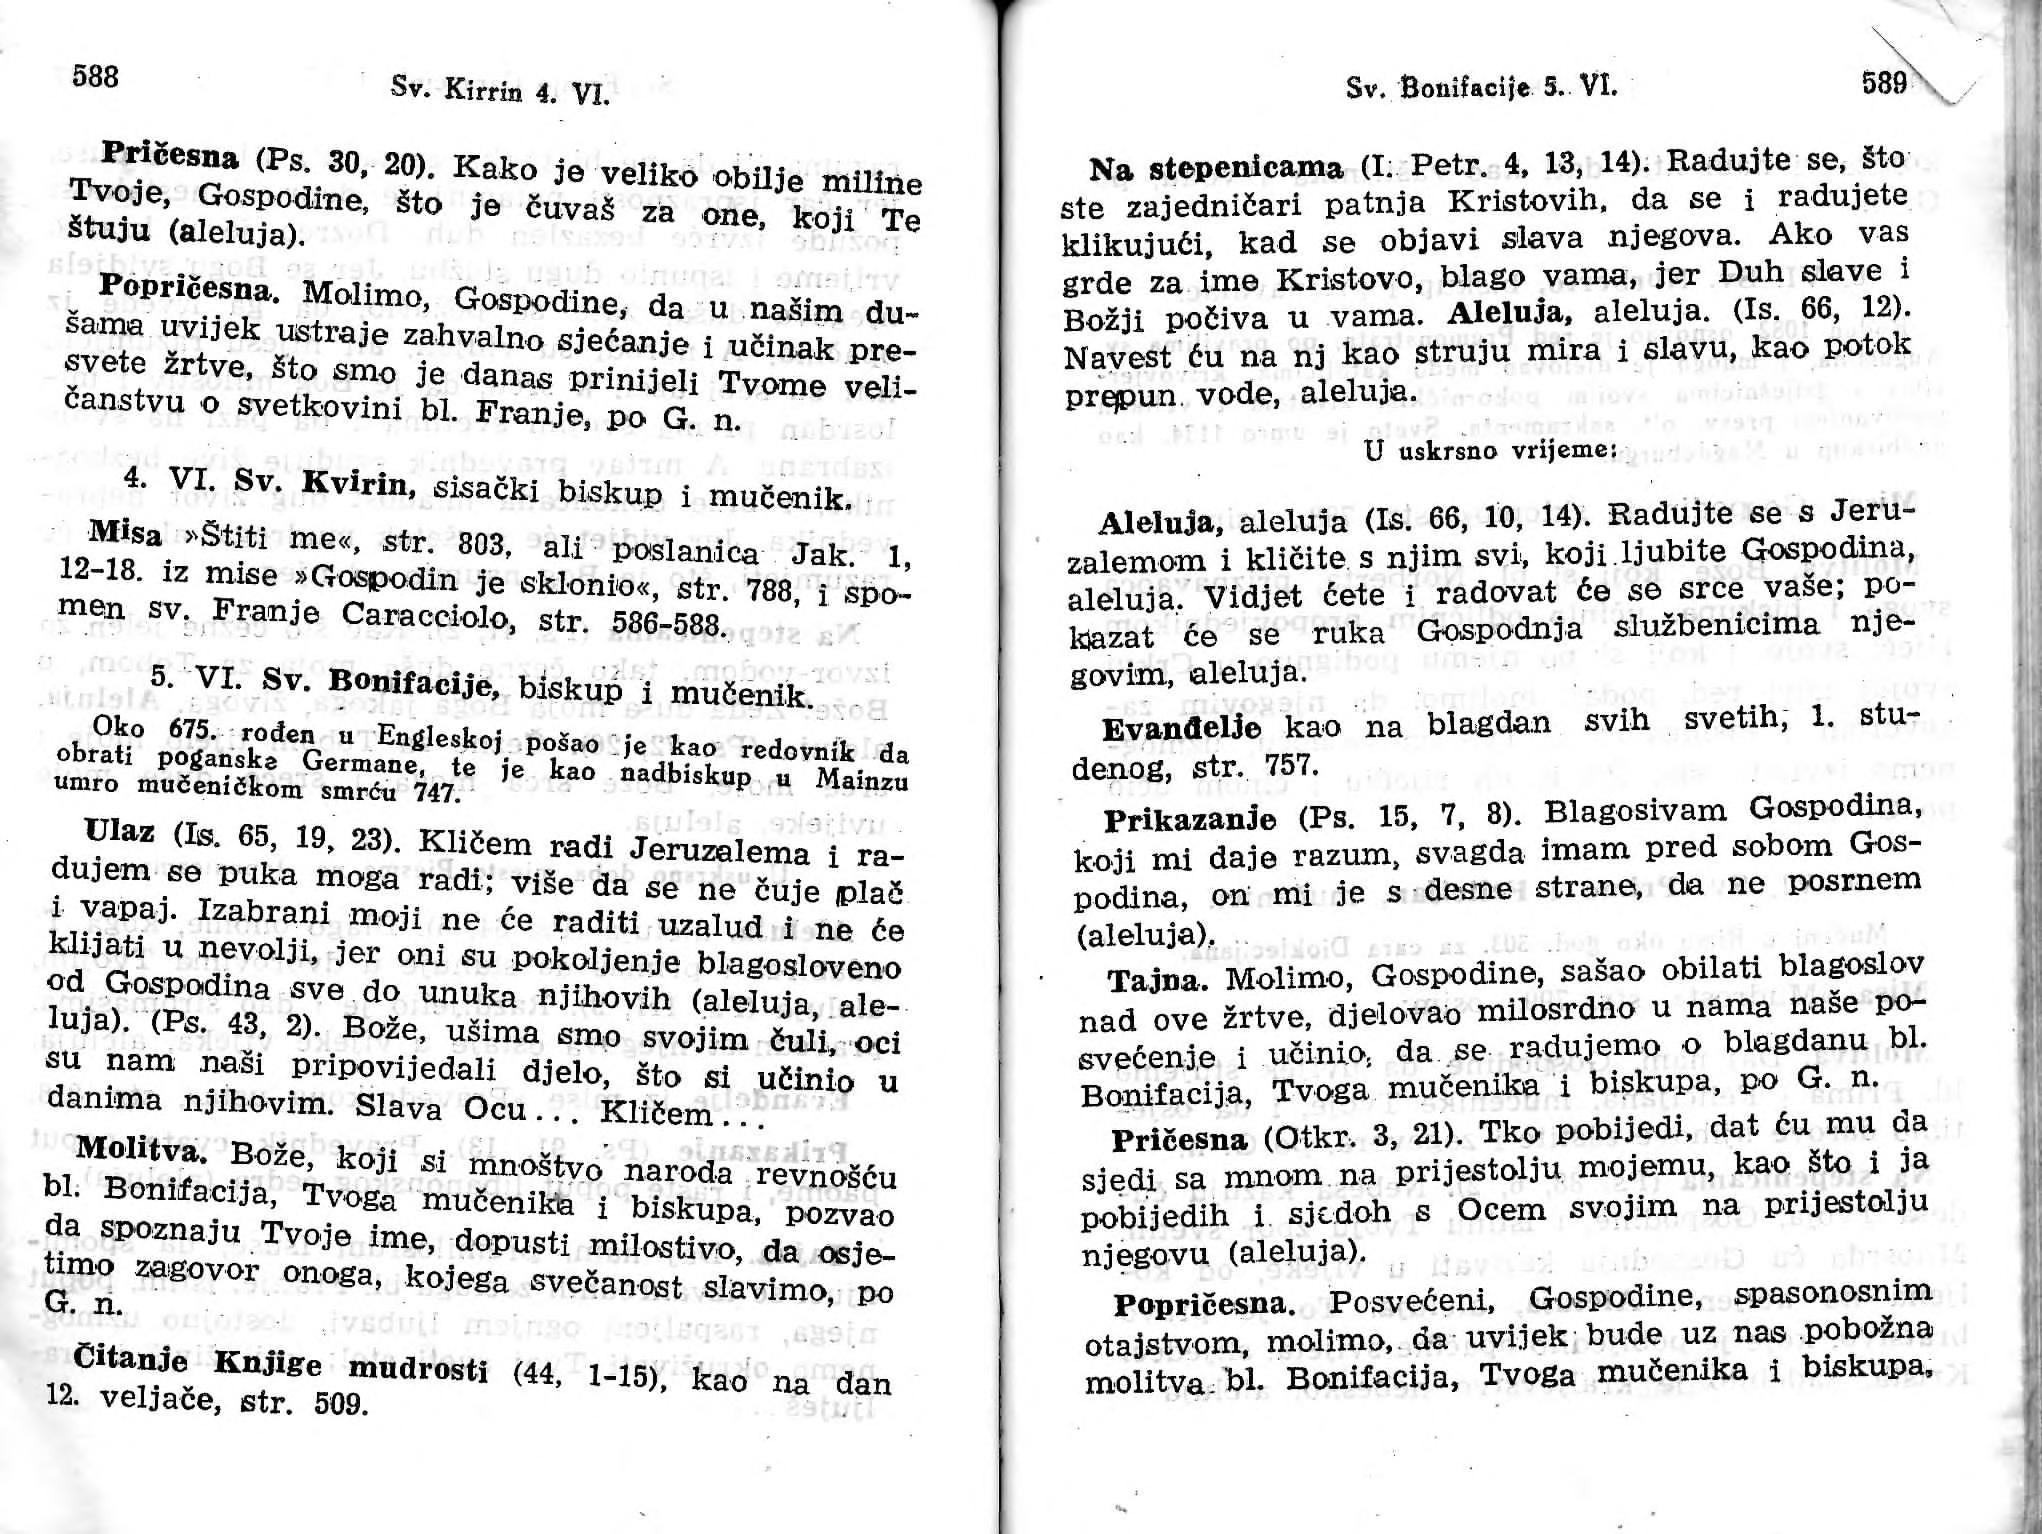 588
Sv. Kirrin 4. VI.
Pričesna (Ps. 30, 20). Kako je veliko obilje miline
Tvoje, Gospodine, što je čuvaš za one, koji Te
štuju (aleluja).
Popričesna. Molimo, Gospodine, da u našim du-
šama uvijek ustraje zahvalno sjećanje i učinak pre-
svete žrtve, što smo je danas prinijeli Tvome veli-
čanstvu o svetkovini bl. Franje, po G. n.
4. VI. Sv. Kvirin, sisački biskup i mučenik.
Misa »Štiti me«, str. 803, ali poslanica Jak. 1,
12-18. iz mise »Gospodin je sklonio«, str. 788, i spo-
men sv. Franje Caracciolo, str. 586-588.
5. VI. Sv. Bonifacije, biskup i mučenik.
Oko 675. rođen u Engleskoj pošao je kao redovnik da
obrati poganske Germane, te je kao nadbiskup u Mainzu
umro mučeničkom smrću 747.
Ulaz (Is. 65, 19, 23). Kličem radi Jeruzalema i ra-
dujem se puka moga radi; više da se ne čuje plač
i vapaj. Izabrani moji ne će raditi uzalud i ne će
klijati u nevolji, jer oni su pokoljenje blagosloveno
od Gospodina sve do unuka njihovih (aleluja, ale-
luja). (Ps. 43, 2). Bože, ušima smo svojim čuli, oci
su nam naši pripovijedali djelo, što si učinio u
danima njihovim. Slava Ocu... Kličem...
Molitva. Bože, koji si mnoštvo naroda revnošću
bl. Bonifacija, Tvoga mučenika i biskupa, pozvao
da spoznaju Tvoje ime, dopusti milostivo, da osje-
timo zagovor onoga, kojega svečanost slavimo, po
G. n.
Čitanje Knjige mudrosti (44, 1-15), kao na dan
12. veljače, str. 509.
Sv. Bonifacije 5. VI.
589
Na stepenicama (I. Petr. 4, 13, 14). Radujte se, što
ste zajedničari patnja Kristovih, da se i radujete
klikujući, kad se objavi slava njegova. Ako vas
grde za ime Kristovo, blago vama, jer Duh slave i
Božji počiva u vama. Aleluja, aleluja. (Is. 66, 12).
Navest ću na nj kao struju mira i slavu, kao potok
prepun vode, aleluja.
U uskrsno vrijeme:
Aleluja, aleluja (Is. 66, 10, 14). Radujte se s Jeru-
zalemom i kličite s njim svi, koji ljubite Gospodina,
aleluja. Vidjet ćete i radovat će se srce vaše; po-
kazat će se ruka Gospodnja službenicima nje-
govim, aleluja.
Evanđelje kao na blagdan svih svetih, 1. stu-
denog, str. 757.
Prikazanje (Ps. 15, 7, 8). Blagosivam Gospodina,
koji mi daje razum, svagda imam pred sobom Gos-
podina, on mi je s desne strane, da ne posrnem
(aleluja).
Tajna. Molimo, Gospodine, sašao obilati blagoslov
nad ove žrtve, djelovao milosrdno u nama naše po-
svećenje i učinio, da se radujemo o blagdanu bl.
Bonifacija, Tvoga mučenika i biskupa, po G. n.
Pričesna (Otkr. 3, 21). Tko pobijedi, dat ću mu da
sjedi sa mnom na prijestolju mojemu, kao što i ja
pobijedih i sjedoh s Ocem svojim na prijestolju
njegovu (aleluja).
Popričesna. Posvećeni, Gospodine, spasonosnim
otajstvom, molimo, da uvijek bude uz nas pobožna
molitva bl. Bonifacija, Tvoga mučenika i biskupa,